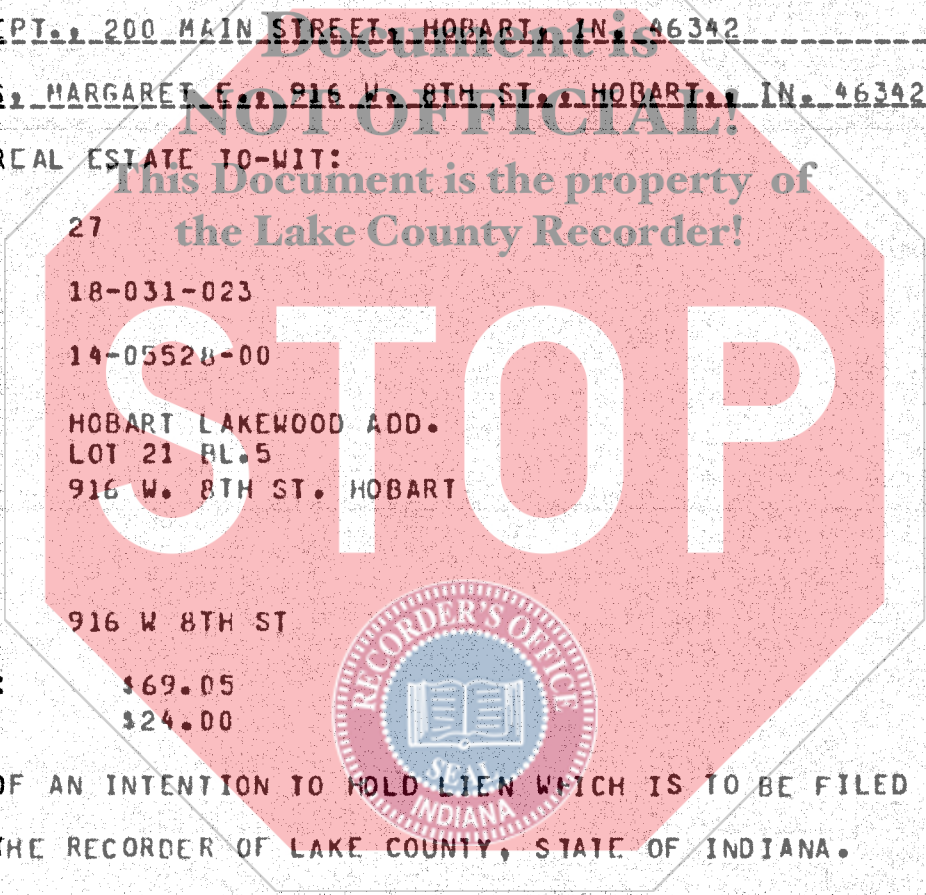 EPT., 200 MAIN STREET, HOBART, IN. 46342
Document is
S, MARGARET E., 916 W. 8TH ST., HOBART, IN. 46342
NOT OFFICIAL!
REAL ESTATE TO-WIT:
This Document is the property of
27
the Lake County Recorder!
18-031-023
STOP
14-05528-00
HOBART LAKEWOOD ADD.
LOT 21 BL.5
916 W. 8TH ST. HOBART
916 W 8TH ST
RECORDER'S OFFICE
: $69.05
$24.00
SEAL
INDIANA
OF AN INTENTION TO HOLD LIEN WHICH IS TO BE FILED
THE RECORDER OF LAKE COUNTY, STATE OF INDIANA.